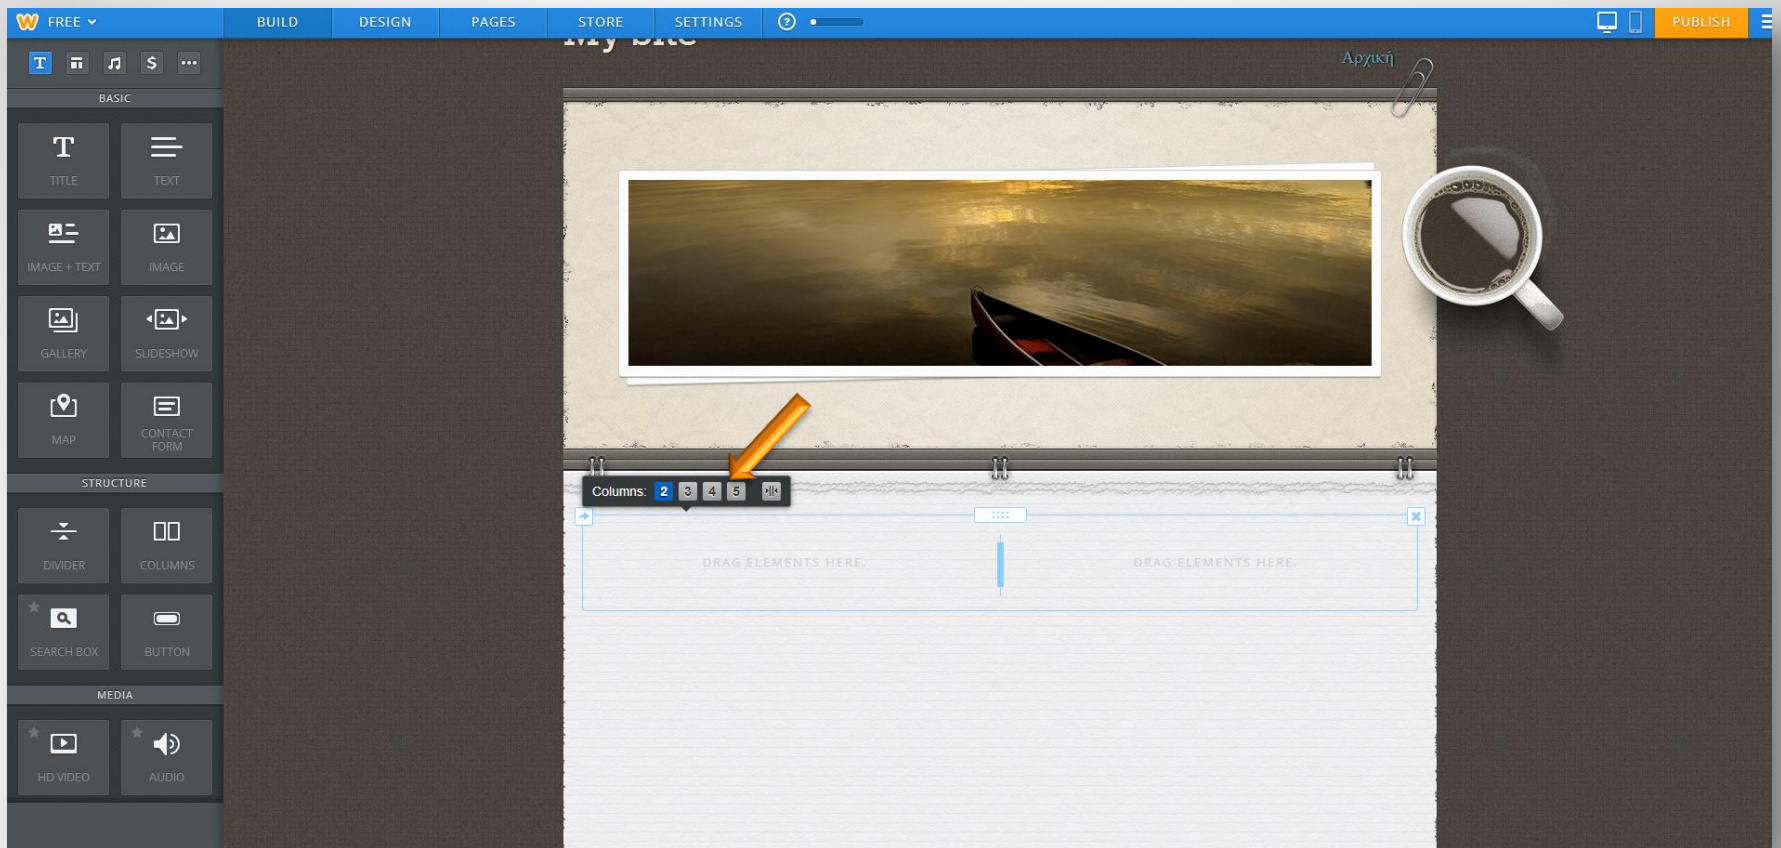 FREE BUILD DESIGN PAGES STORE SETTINGS ? PUBLISH
My Site
Αρχική
T $
BASIC
T
TITLE TEXT
IMAGE + TEXT IMAGE
GALLERY SLIDESHOW
MAP CONTACT
FORM
STRUCTURE
Columns: 2 3 4 5
DIVIDER COLUMNS
DRAG ELEMENTS HERE. DRAG ELEMENTS HERE.
SEARCH BOX BUTTON
MEDIA
HD VIDEO AUDIO